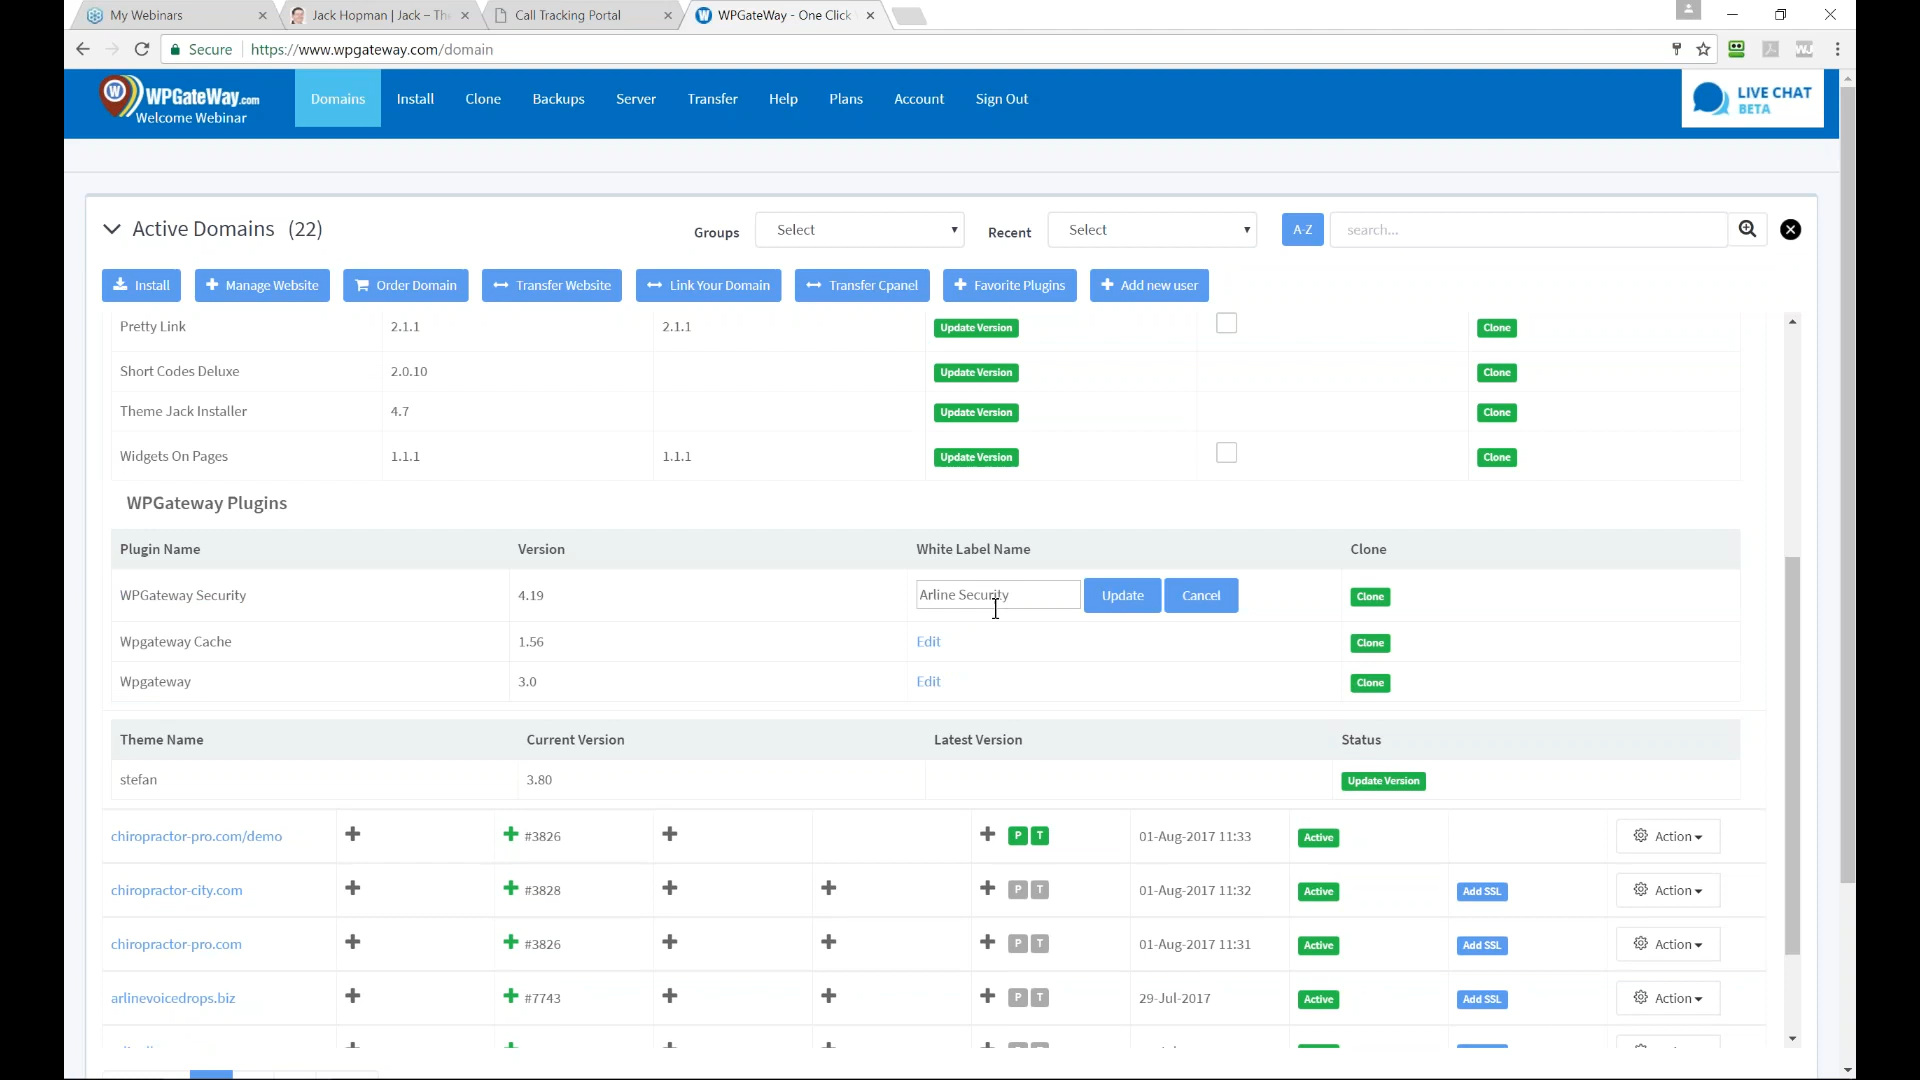 My Webinars
Jack Hopman | Jack – The
Call Tracking Portal
WPGateWay - One Click
Secure https://www.wpgateway.com/domain
WPGateWay.com
Welcome Webinar
Domains Install Clone Backups Server Transfer Help Plans Account Sign Out
LIVE CHAT
BETA
Active Domains (22) Groups Select Recent Select A-Z search...
Install Manage Website Order Domain Transfer Website Link Your Domain Transfer Cpanel Favorite Plugins Add new user
Pretty Link 2.1.1 2.1.1 Update Version Clone
Short Codes Deluxe 2.0.10 Update Version Clone
Theme Jack Installer 4.7 Update Version Clone
Widgets On Pages 1.1.1 1.1.1 Update Version Clone
WPGateway Plugins
Plugin Name Version White Label Name Clone
WPGateway Security 4.19 Arline Security Update Cancel Clone
Wpgateway Cache 1.56 Edit Clone
Wpgateway 3.0 Edit Clone
Theme Name Current Version Latest Version Status
stefan 3.80 Update Version
chiropractor-pro.com/demo #3826 P T 01-Aug-2017 11:33 Active Action
chiropractor-city.com #3828 P T 01-Aug-2017 11:32 Active Add SSL Action
chiropractor-pro.com #3826 P T 01-Aug-2017 11:31 Active Add SSL Action
arlinevoicedrops.biz #7743 P T 29-Jul-2017 Active Add SSL Action